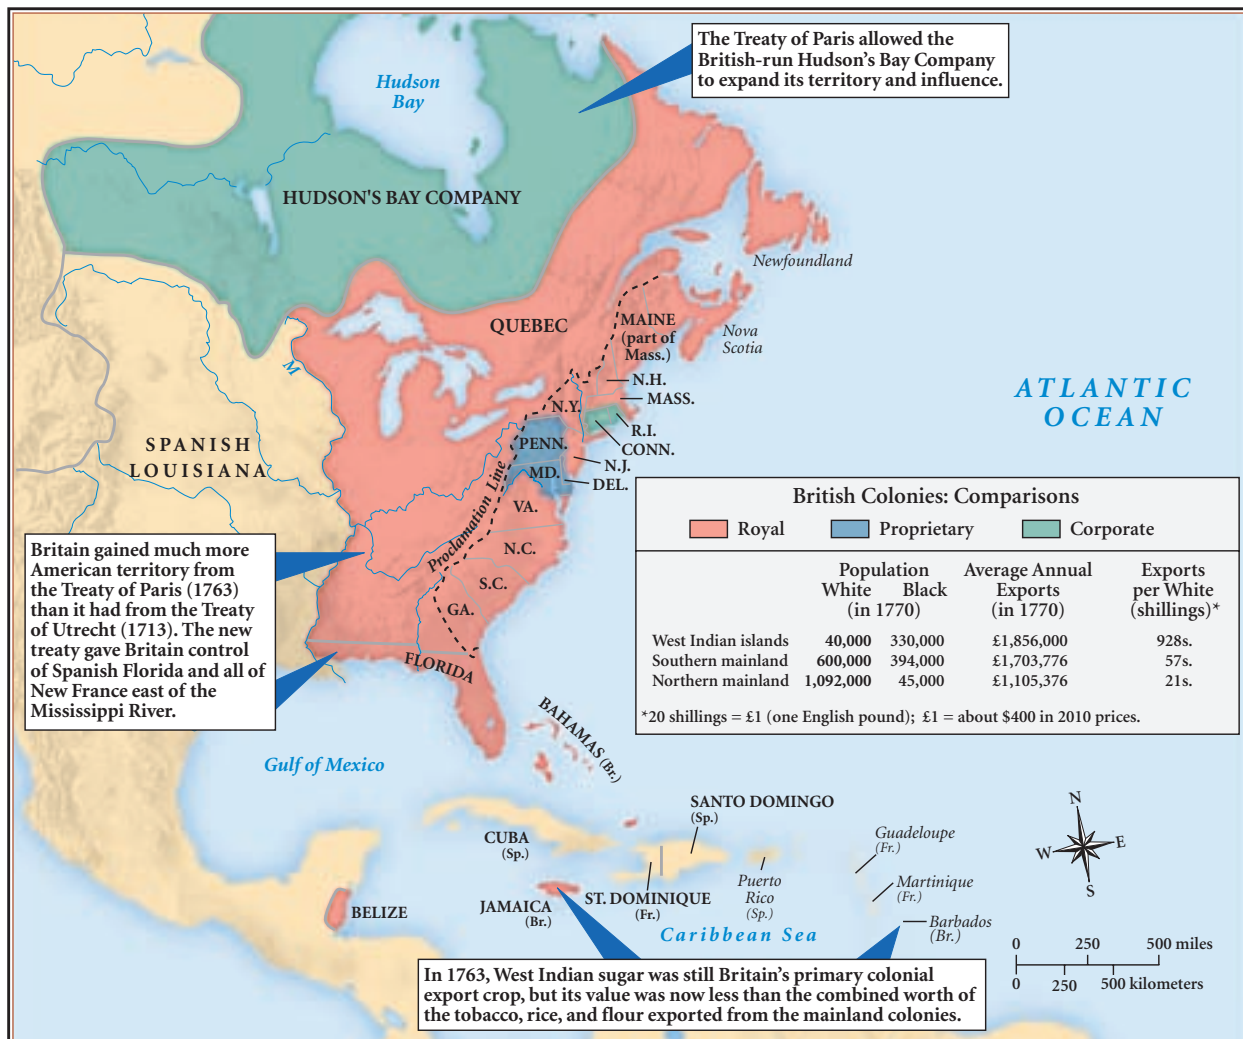 The Treaty of Paris allowed the
British-run Hudson's Bay Company
to expand its territory and influence.
Hudson
Bay
HUDSON'S BAY COMPANY
Newfoundland
QUEBEC
MAINE
(part of
Mass.)
Nova
Scotia
M
N.H.
MASS.
N.Y.
R.I.
CONN.
PENN.
N.J.
MD.
DEL.
ATLANTIC
OCEAN
SPANISH
LOUISIANA
Proclamation Line
VA.
N.C.
S.C.
GA.
FLORIDA
Britain gained much more
American territory from
the Treaty of Paris (1763)
than it had from the Treaty
of Utrecht (1713). The new
treaty gave Britain control
of Spanish Florida and all of
New France east of the
Mississippi River.
British Colonies: Comparisons
Royal Proprietary Corporate
Population Average Annual Exports
White Black Exports per White
(in 1770) (in 1770) (shillings)*
West Indian islands 40,000 330,000 £1,856,000 928s.
Southern mainland 600,000 394,000 £1,703,776 57s.
Northern mainland 1,092,000 45,000 £1,105,376 21s.
*20 shillings = £1 (one English pound); £1 = about $400 in 2010 prices.
BAHAMAS (Br.)
Gulf of Mexico
CUBA
(Sp.)
SANTO DOMINGO
(Sp.)
Guadeloupe
(Fr.)
Martinique
(Fr.)
Puerto
Rico
(Sp.)
ST. DOMINIQUE
(Fr.)
JAMAICA
(Br.)
BELIZE
Barbados
(Br.)
Caribbean Sea
N
W E
S
0 250 500 miles
0 250 500 kilometers
In 1763, West Indian sugar was still Britain's primary colonial
export crop, but its value was now less than the combined worth of
the tobacco, rice, and flour exported from the mainland colonies.